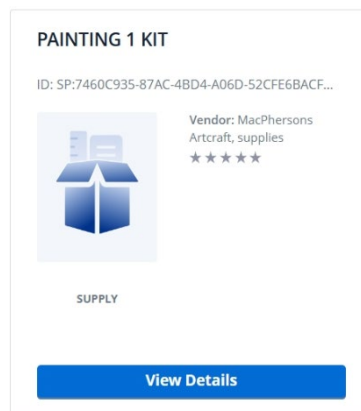 PAINTING 1 KIT
ID: SP:7460C935-87AC-4BD4-A06D-52CFE6BACF...
Vendor: MacPhersons
Artcraft, supplies
SUPPLY
View Details